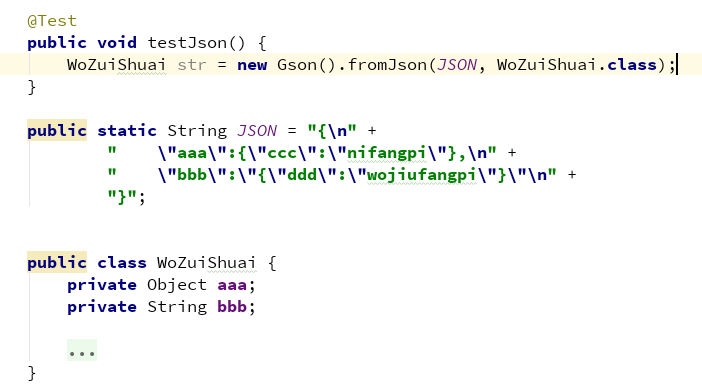 @Test
public void testJson() {
WoZuiShuai str = new Gson().fromJson(JSON, WoZuiShuai.class);
}
public static String JSON = "{\n" +
"    \"aaa\":{\"ccc\":\"nifangpi\"},\n" +
"    \"bbb\":\"{\"ddd\":\"wojiufangpi\"}\"\n" +
"}";
public class WoZuiShuai {
private Object aaa;
private String bbb;
...
}